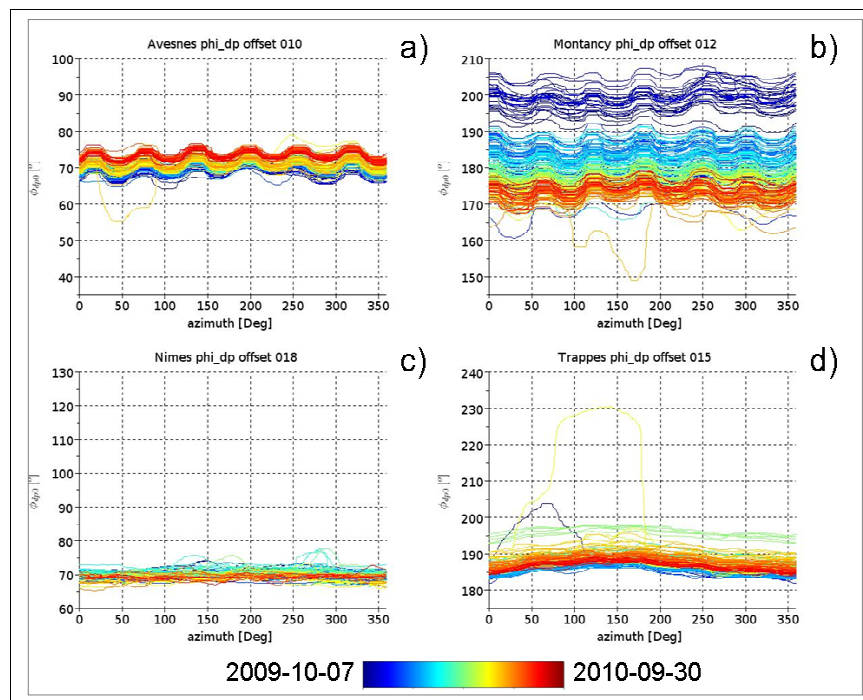 Avesnes phi_dp offset 010
a)
100
90
80
70
60
50
40
ϕdp0 [°]
0 50 100 150 200 250 300 350
azimuth [Deg]
Montancy phi_dp offset 012
b)
210
200
190
180
170
160
150
ϕdp0 [°]
0 50 100 150 200 250 300 350
azimuth [Deg]
Nimes phi_dp offset 018
c)
130
120
110
100
90
80
70
60
ϕdp0 [°]
0 50 100 150 200 250 300 350
azimuth [Deg]
Trappes phi_dp offset 015
d)
240
230
220
210
200
190
180
ϕdp0 [°]
0 50 100 150 200 250 300 350
azimuth [Deg]
2009-10-07 2010-09-30